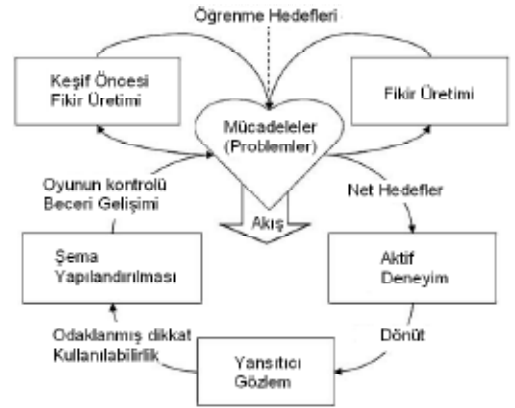 Öğrenme Hedefleri
Keşif Öncesi
Fikir Üretimi
Fikir Üretimi
Mücadeleler
(Problemler)
Oyunun kontrolü
Beceri Gelişimi
Net Hedefler
Akış
Şema
Yapılandırılması
Aktif
Deneyim
Odaklanmış dikkat
Kullanılabilirlik
Dönüt
Yansıtıcı
Gözlem